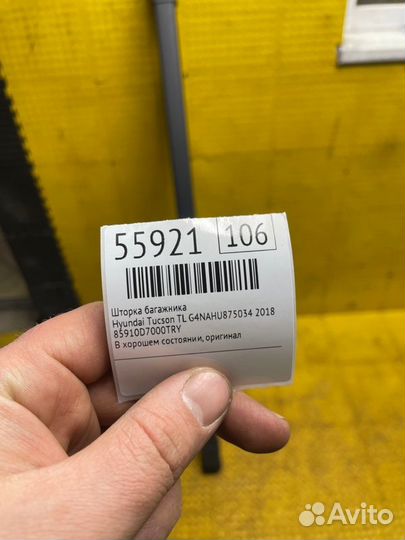 55921 106
Шторка багажника
Hyundai Tucson TL G4NAHU875034 2018
85910D7000TRY
В хорошем состоянии, оригинал
Avito